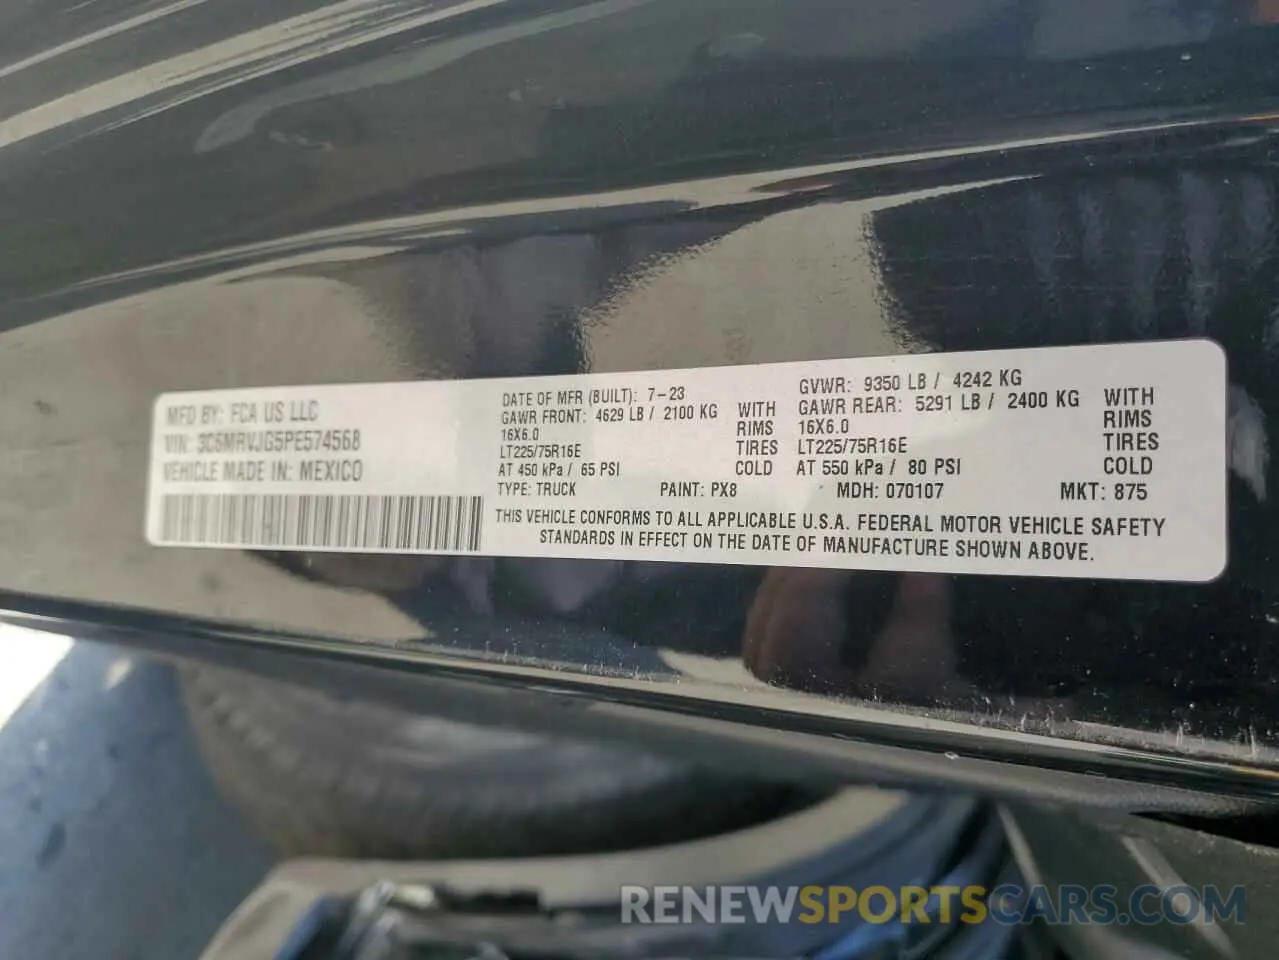 MFD BY: FCA US LLC
VIN: 3C6MRVJG5PE574568
VEHICLE MADE IN: MEXICO
DATE OF MFR (BUILT): 7-23
GAWR FRONT: 4629 LB / 2100 KG WITH
16X6.0 RIMS
LT225/75R16E TIRES
AT 450 kPa / 65 PSI COLD
TYPE: TRUCK PAINT: PX8
GVWR: 9350 LB / 4242 KG
GAWR REAR: 5291 LB / 2400 KG WITH
16X6.0 RIMS
LT225/75R16E TIRES
AT 550 kPa / 80 PSI COLD
MDH: 070107 MKT: 875
THIS VEHICLE CONFORMS TO ALL APPLICABLE U.S.A. FEDERAL MOTOR VEHICLE SAFETY
STANDARDS IN EFFECT ON THE DATE OF MANUFACTURE SHOWN ABOVE.
RENEWSPORTSCARS.COM